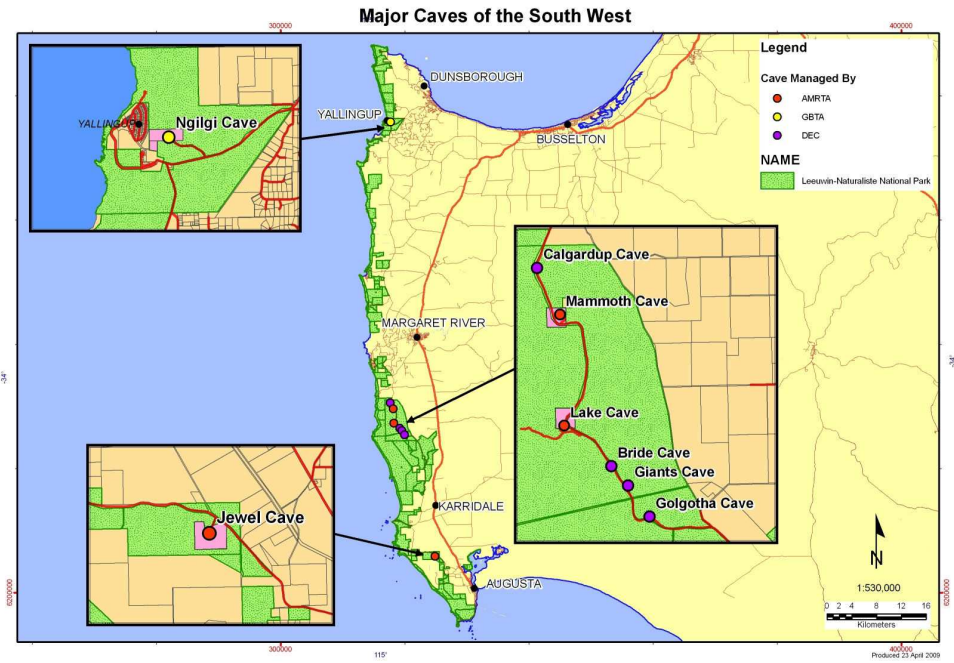 Major Caves of the South West
115°
300000
400000
Legend
Cave Managed By
AMRTA
GBTA
DEC
NAME
Leeuwin-Naturaliste National Park
DUNSBOROUGH
YALLINGUP
BUSSELTON
YALLINGUP
Ngilgi Cave
Calgardup Cave
Mammoth Cave
Lake Cave
Bride Cave
Giants Cave
Golgotha Cave
MARGARET RIVER
-34°
-34°
Jewel Cave
KARRIDALE
AUGUSTA
N
1:530,000
0 2 4 8 12 16
Kilometers
6200000
6200000
300000
115°
400000
Produced 23 April 2009